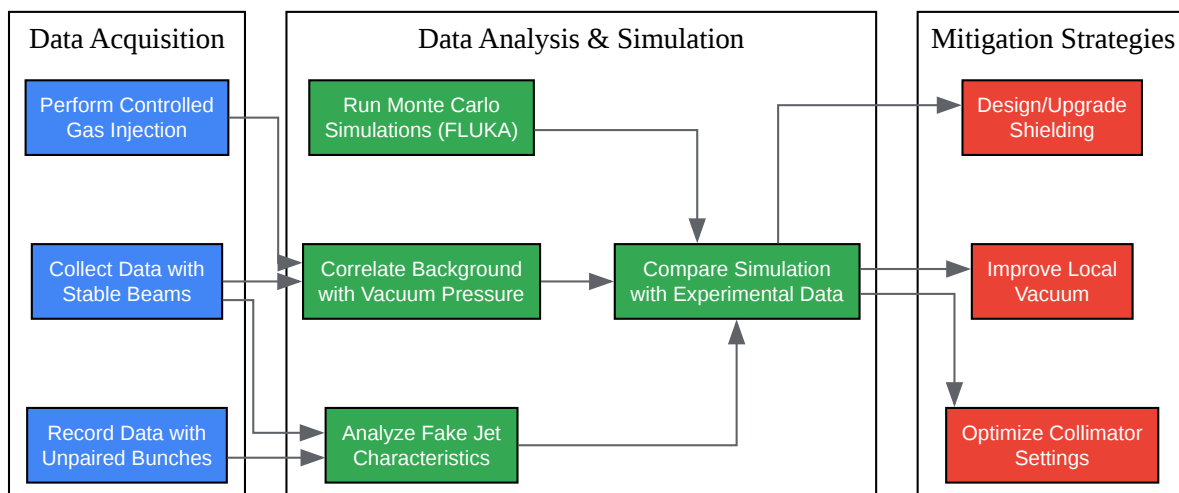 Data Acquisition
Perform Controlled
Gas Injection
Collect Data with
Stable Beams
Record Data with
Unpaired Bunches
Data Analysis & Simulation
Run Monte Carlo
Simulations (FLUKA)
Correlate Background
with Vacuum Pressure
Compare Simulation
with Experimental Data
Analyze Fake Jet
Characteristics
Mitigation Strategies
Design/Upgrade
Shielding
Improve Local
Vacuum
Optimize Collimator
Settings